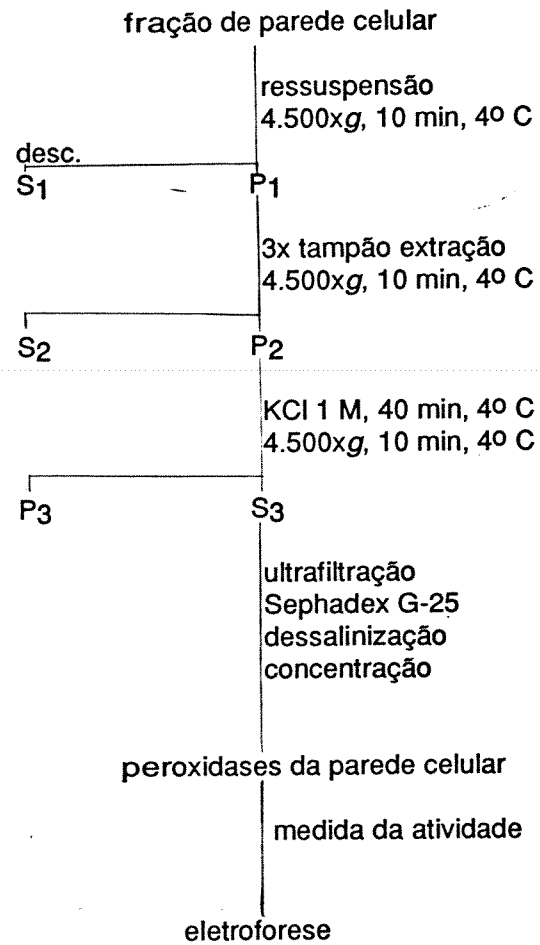 fração de parede celular
ressuspensão
4.500xg, 10 min, 4º C
desc.
S1
P1
3x tampão extração
4.500xg, 10 min, 4º C
S2
P2
KCl 1 M, 40 min, 4º C
4.500xg, 10 min, 4º C
P3
S3
ultrafiltração
Sephadex G-25
dessalinização
concentração
peroxidases da parede celular
medida da atividade
eletroforese